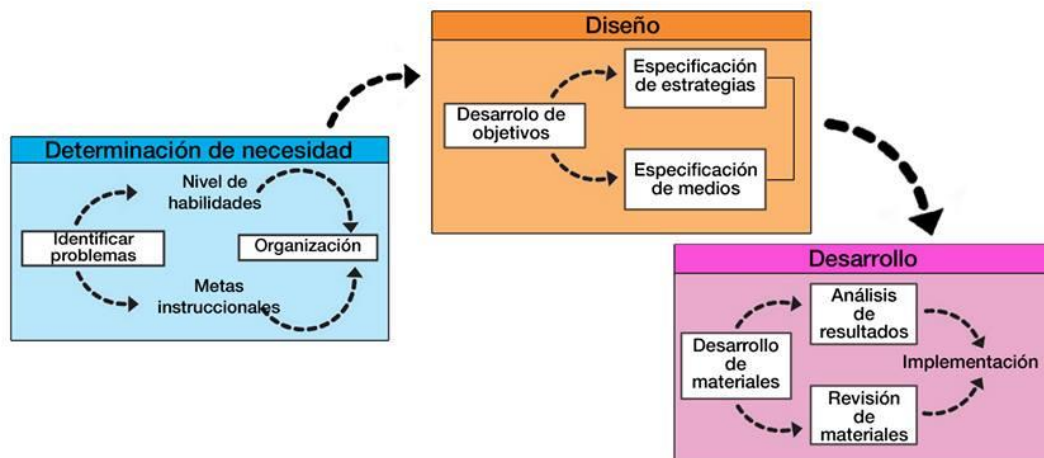 Determinación de necesidad
Nivel de
habilidades
Identificar
problemas
Organización
Metas
instruccionales
Diseño
Especificación
de estrategias
Desarrolo de
objetivos
Especificación
de medios
Desarrollo
Análisis
de
resultados
Desarrollo
de
materiales
Implementación
Revisión
de
materiales